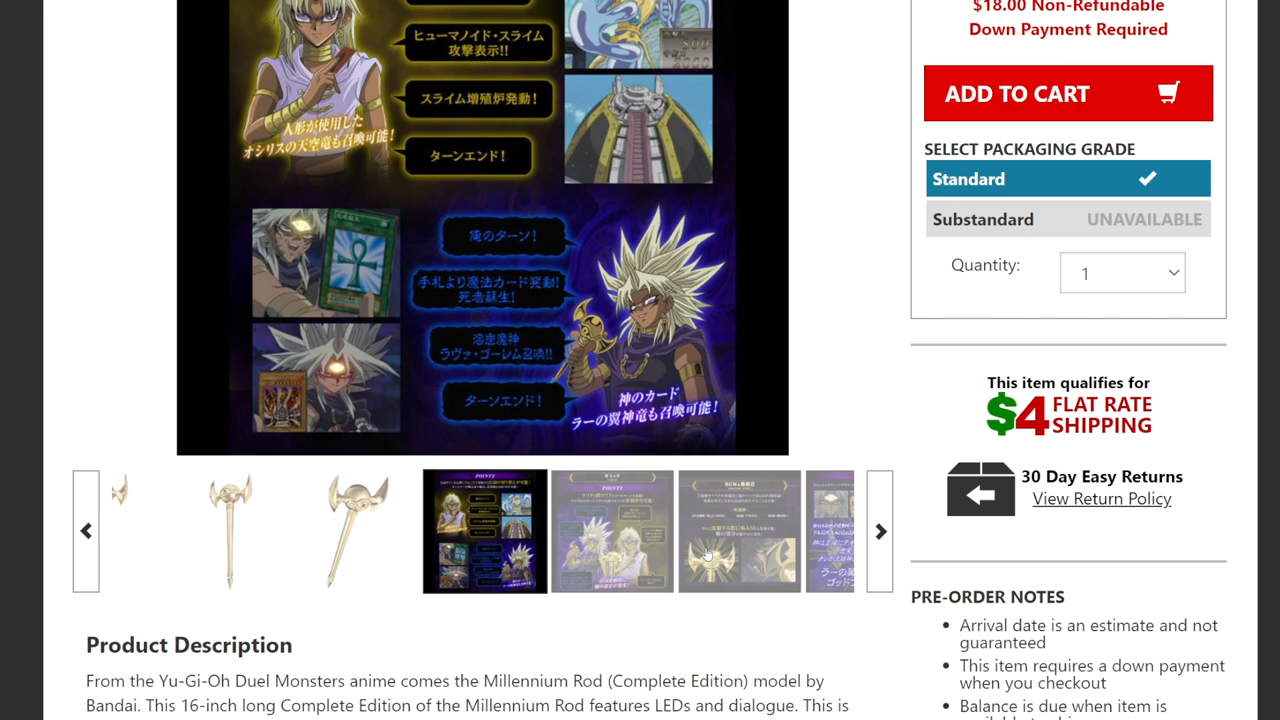 $18.00 Non-Refundable
Down Payment Required
ADD TO CART
SELECT PACKAGING GRADE
Standard
Substandard UNAVAILABLE
Quantity: 1
This item qualifies for
$4 FLAT RATE
SHIPPING
30 Day Easy Returns
View Return Policy
PRE-ORDER NOTES
Arrival date is an estimate and not
guaranteed
This item requires a down payment
when you checkout
Balance is due when item is
ヒューマノイド・スライム
攻撃表示!!
スライム増殖炉発動!
人形が使用した
オシリスの天空竜も召喚可能!
ターンエンド!
俺のターン!
手札より魔法カード発動!
死者蘇生!
溶岩魔神
ラヴァ・ゴーレム召喚!!
ターンエンド!
神のカード
ラーの翼神竜も召喚可能!
POINT2
POINT1
Product Description
From the Yu-Gi-Oh Duel Monsters anime comes the Millennium Rod (Complete Edition) model by
Bandai. This 16-inch long Complete Edition of the Millennium Rod features LEDs and dialogue. This is